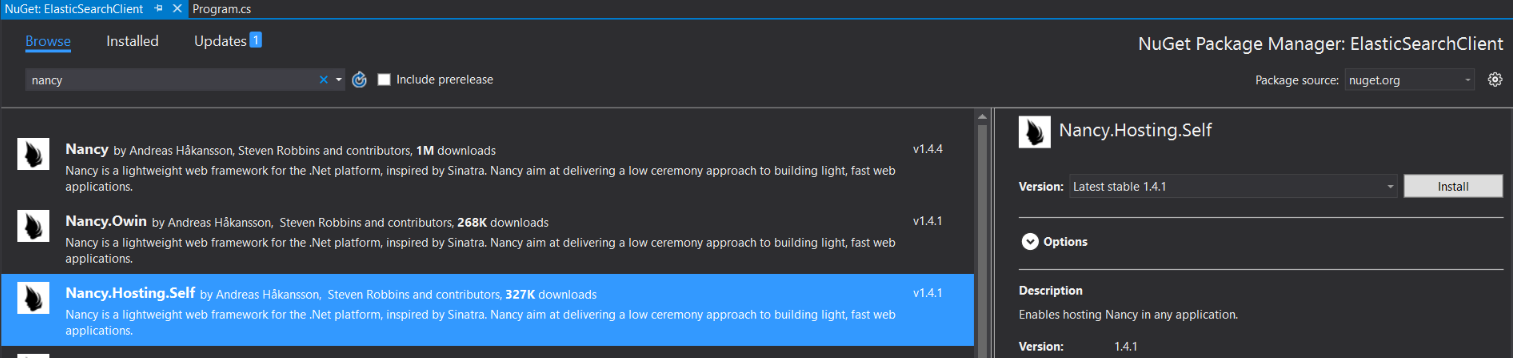 NuGet: ElasticSearchClient Program.cs
Browse Installed Updates 1
NuGet Package Manager: ElasticSearchClient
nancy Include prerelease
Package source: nuget.org
Nancy by Andreas Håkansson, Steven Robbins and contributors, 1M downloads v1.4.4
Nancy is a lightweight web framework for the .Net platform, inspired by Sinatra. Nancy aim at delivering a low ceremony approach to building light, fast web
applications.
Nancy.Owin by Andreas Håkansson, Steven Robbins and contributors, 268K downloads v1.4.1
Nancy is a lightweight web framework for the .Net platform, inspired by Sinatra. Nancy aim at delivering a low ceremony approach to building light, fast web
applications.
Nancy.Hosting.Self by Andreas Håkansson, Steven Robbins and contributors, 327K downloads v1.4.1
Nancy is a lightweight web framework for the .Net platform, inspired by Sinatra. Nancy aim at delivering a low ceremony approach to building light, fast web
applications.
Nancy.Hosting.Self
Version: Latest stable 1.4.1 Install
Options
Description
Enables hosting Nancy in any application.
Version: 1.4.1